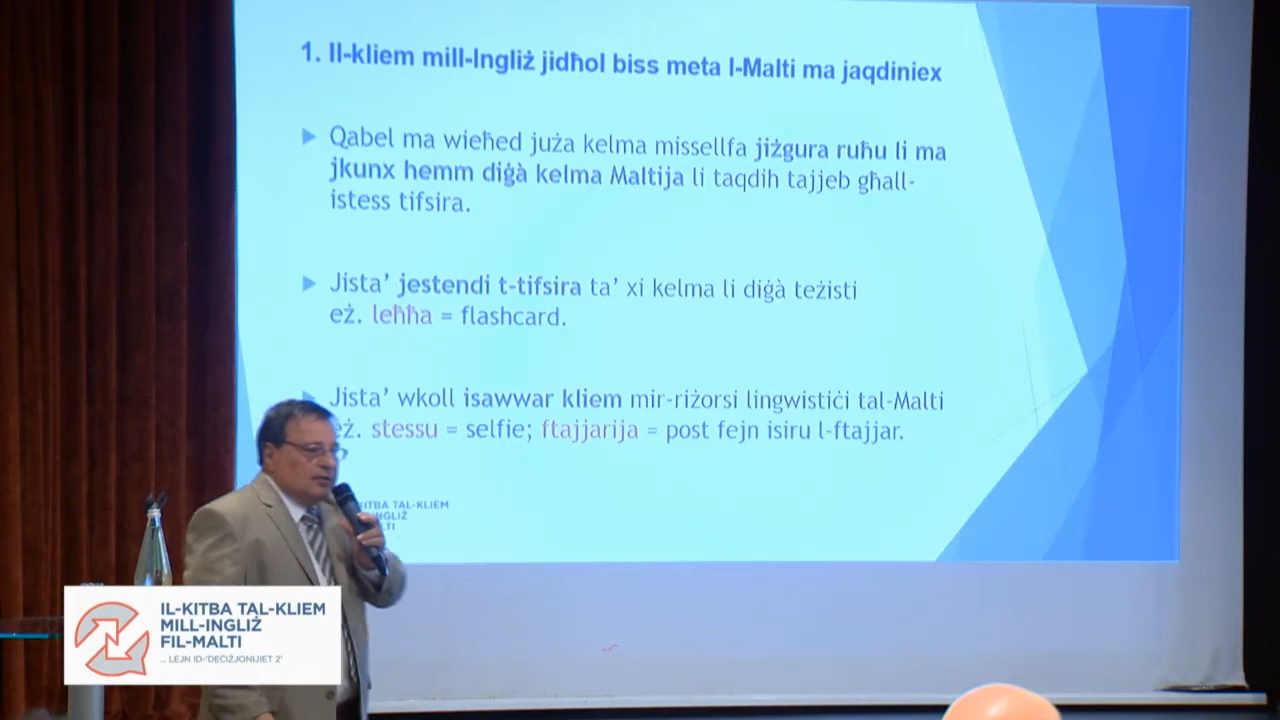 1. Il-kliem mill-Ingliż jidħol biss meta l-Malti ma jaqdiniex
Qabel ma wieħed juża kelma missellfa jiżgura ruħu li ma
jkunx hemm diġà kelma Maltija li taqdih tajjeb għall-
istess tifsira.
Jista’ jestendi t-tifsira ta’ xi kelma li diġà teżisti
eż. leħħa = flashcard.
Jista’ wkoll isawwar kliem mir-riżorsi lingwistiċi tal-Malti
eż. stessu = selfie; ftajjarija = post fejn isiru l-ftajjar.
KITBA TAL-KLIEM
IL-KITBA TAL-KLIEM
MILL-INGLIŻ
FIL-MALTI
... LEJN ID-‘DEĊIŻJONIJIET 2’